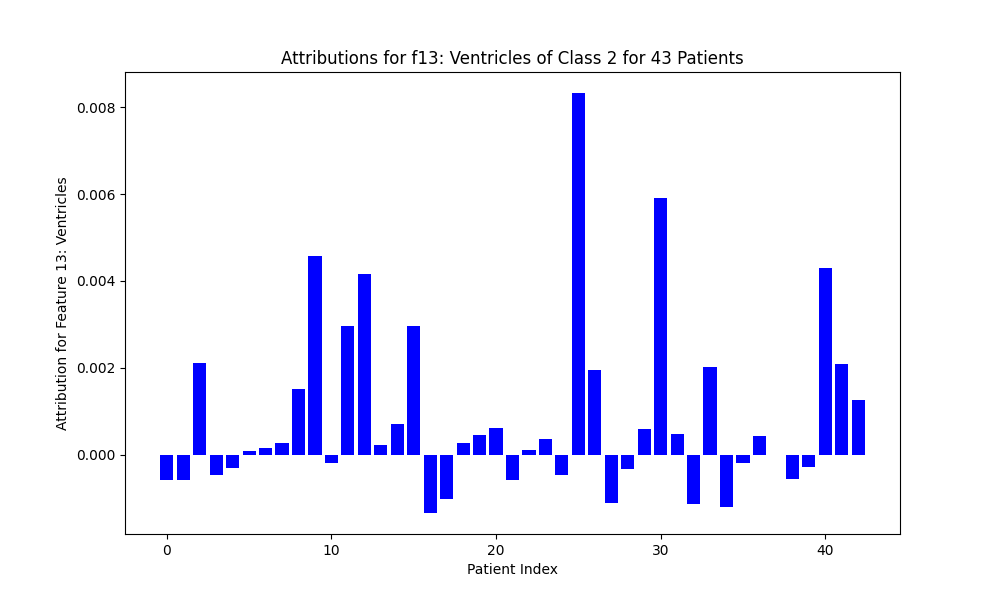 Attributions for f13: Ventricles of Class 2 for 43 Patients
Attribution for Feature 13: Ventricles
0.008
0.006
0.004
0.002
0.000
0 10 20 30 40
Patient Index